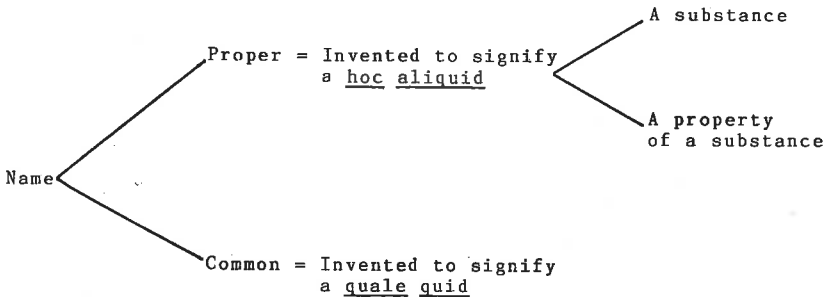 A substance
Proper = Invented to signify
a hoc aliquid
A property
of a substance
Name
Common = Invented to signify
a quale quid